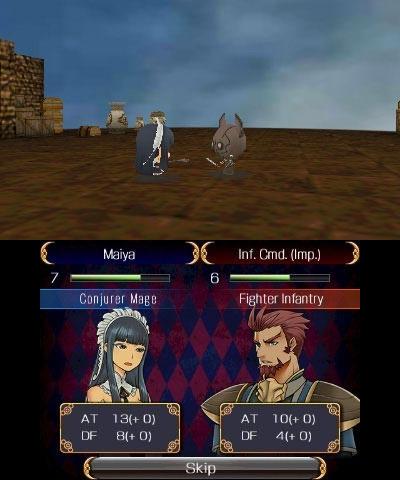 Maiya
Inf. Cmd. (Imp.)
7
6
Conjurer Mage
Fighter Infantry
AT 13(+ 0)
DF 8(+ 0)
AT 10(+ 0)
DF 4(+ 0)
Skip